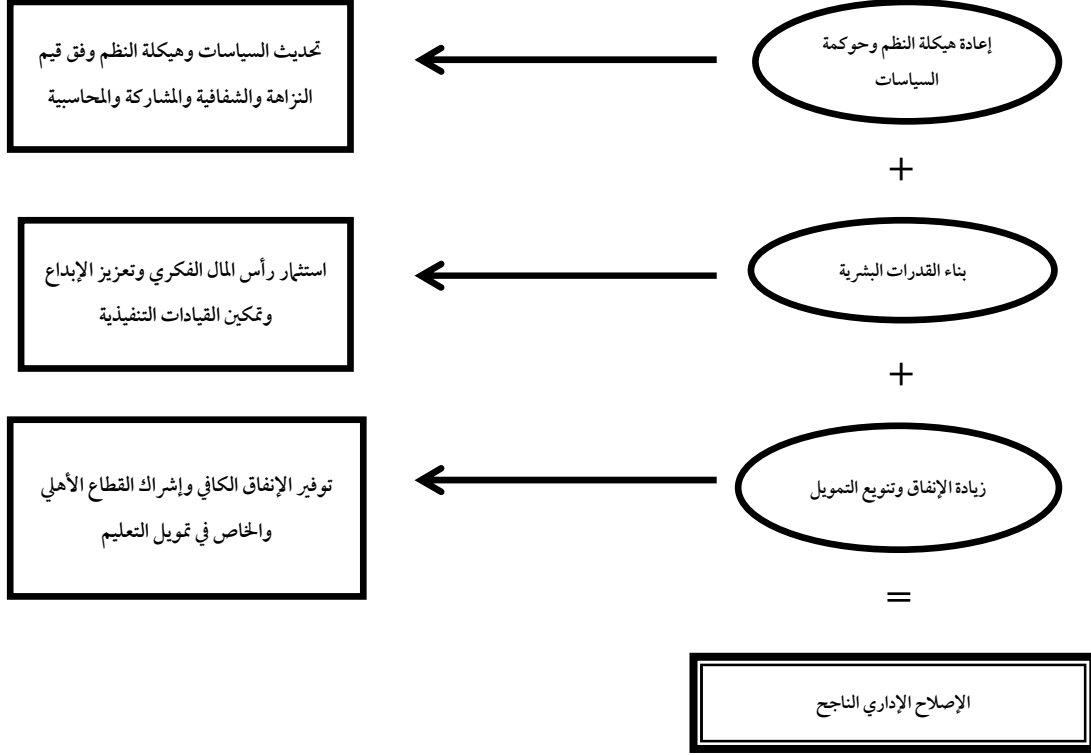 إعادة هيكلة النظم وحوكمة
السياسات
تحديث السياسات وهيكلة النظم وفق قيم
النزاهة والشفافية والمشاركة والمحاسبية
+
بناء القدرات البشرية
استثمار رأس المال الفكري وتعزيز الإبداع
وتمكين القيادات التنفيذية
+
زيادة الإنفاق وتنويع التمويل
توفير الإنفاق الكافي وإشراك القطاع الأهلي
والخاص في تمويل التعليم
=
الإصلاح الإداري الناجح